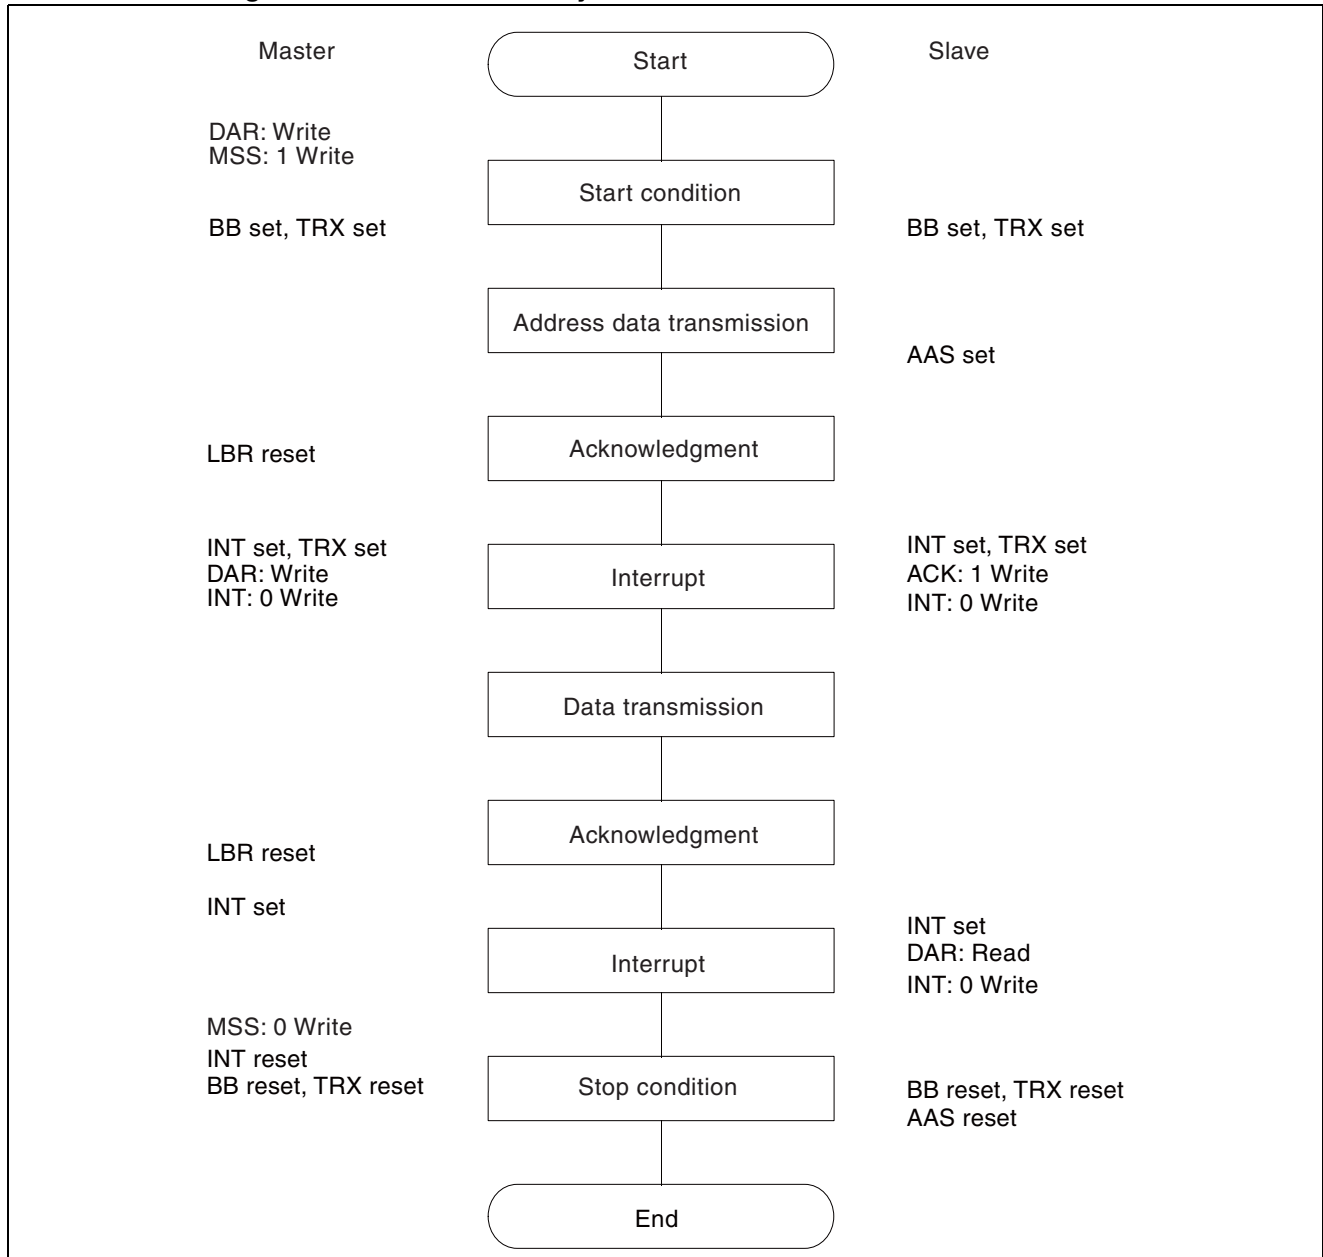 Master
Start
Slave
DAR: Write
MSS: 1 Write
Start condition
BB set, TRX set
BB set, TRX set
Address data transmission
AAS set
Acknowledgment
LBR reset
INT set, TRX set
DAR: Write
INT: 0 Write
Interrupt
INT set, TRX set
ACK: 1 Write
INT: 0 Write
Data transmission
Acknowledgment
LBR reset
INT set
Interrupt
INT set
DAR: Read
INT: 0 Write
MSS: 0 Write
INT reset
BB reset, TRX reset
Stop condition
BB reset, TRX reset
AAS reset
End